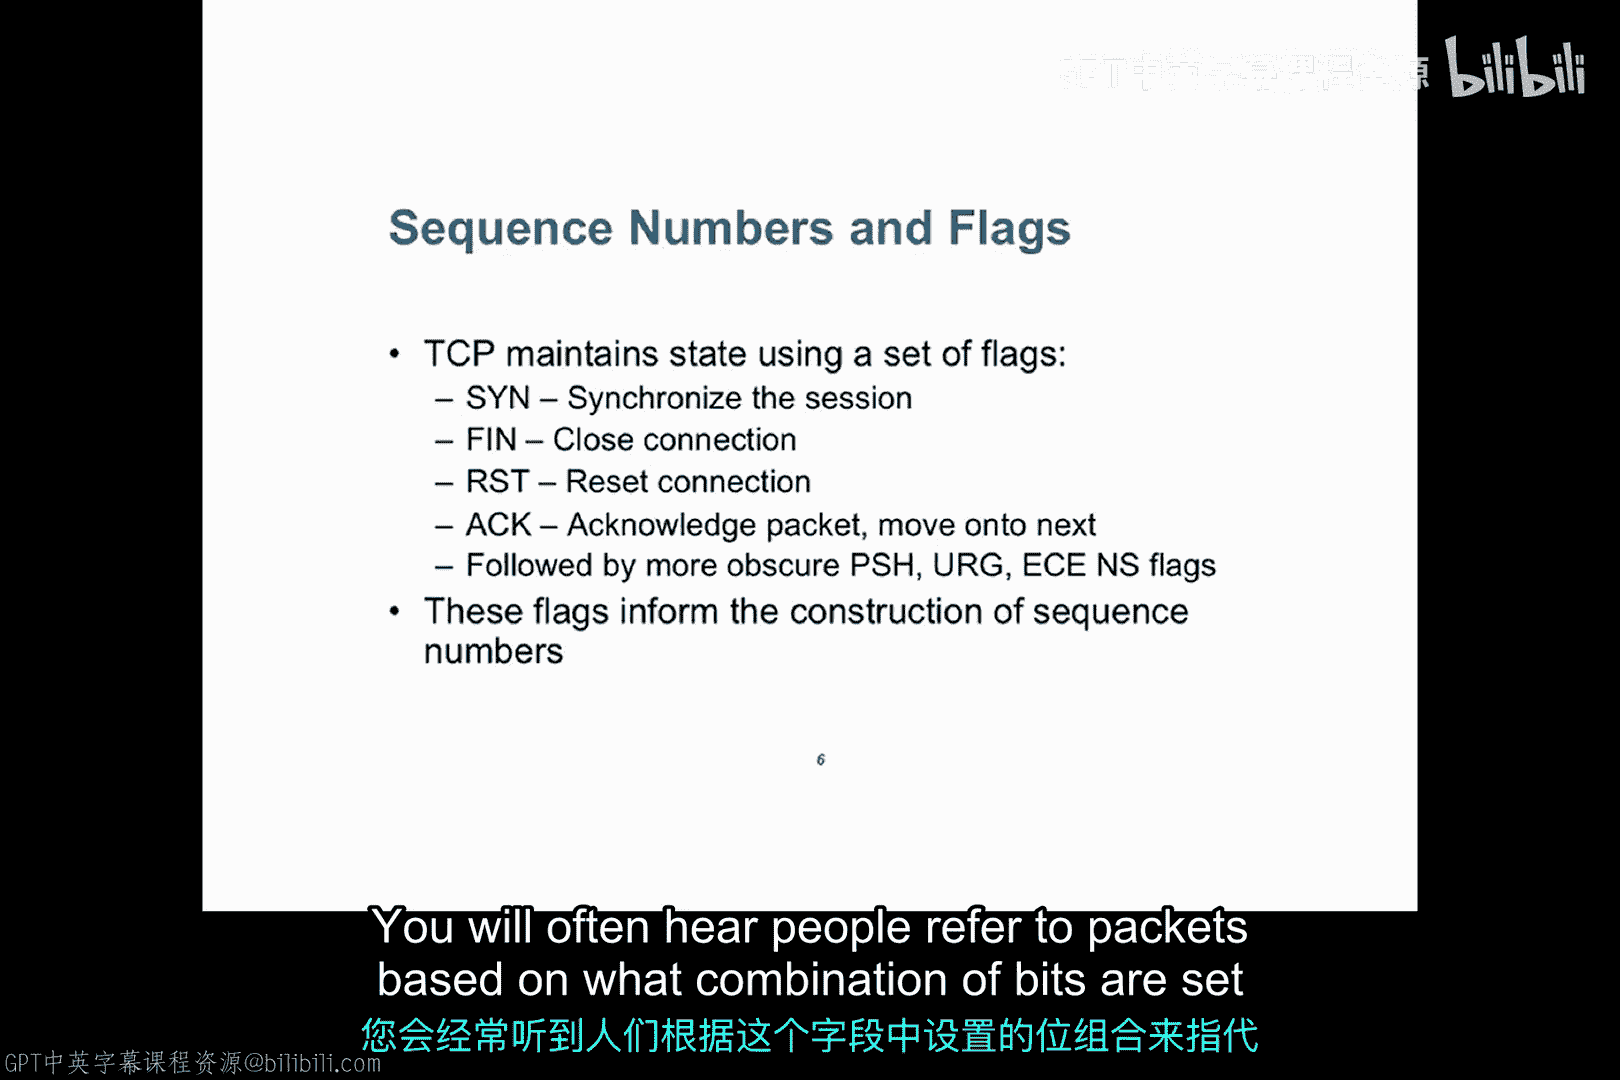 bilibili
Sequence Numbers and Flags
• TCP maintains state using a set of flags:
– SYN – Synchronize the session
– FIN – Close connection
– RST – Reset connection
– ACK – Acknowledge packet, move onto next
– Followed by more obscure PSH, URG, ECE NS flags
• These flags inform the construction of sequence
numbers
6
You will often hear people refer to packets
based on what combination of bits are set
您会经常听到人们根据这个字段中设置的位组合来指代
GPT中英字幕课程资源@bilibili.com